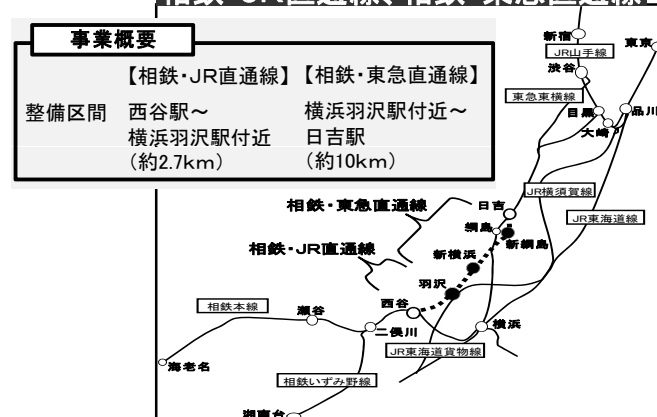 相鉄・JR直通線、相鉄・東急直通線
事業概要
【相鉄・JR直通線】
【相鉄・東急直通線】
整備区間
西谷駅～
横浜羽沢駅付近
（約2.7km）
横浜羽沢駅付近～
日吉駅
（約10km）
新宿
東京
JR山手線
渋谷
東急東横線
目黒
品川
大崎
JR横須賀線
相鉄・東急直通線
日吉
JR東海道線
綱島
新綱島
相鉄・JR直通線
新横浜
羽沢
西谷
相鉄本線
瀬谷
二俣川
横浜
JR東海道貨物線
海老名
相鉄いずみ野線
湘南台